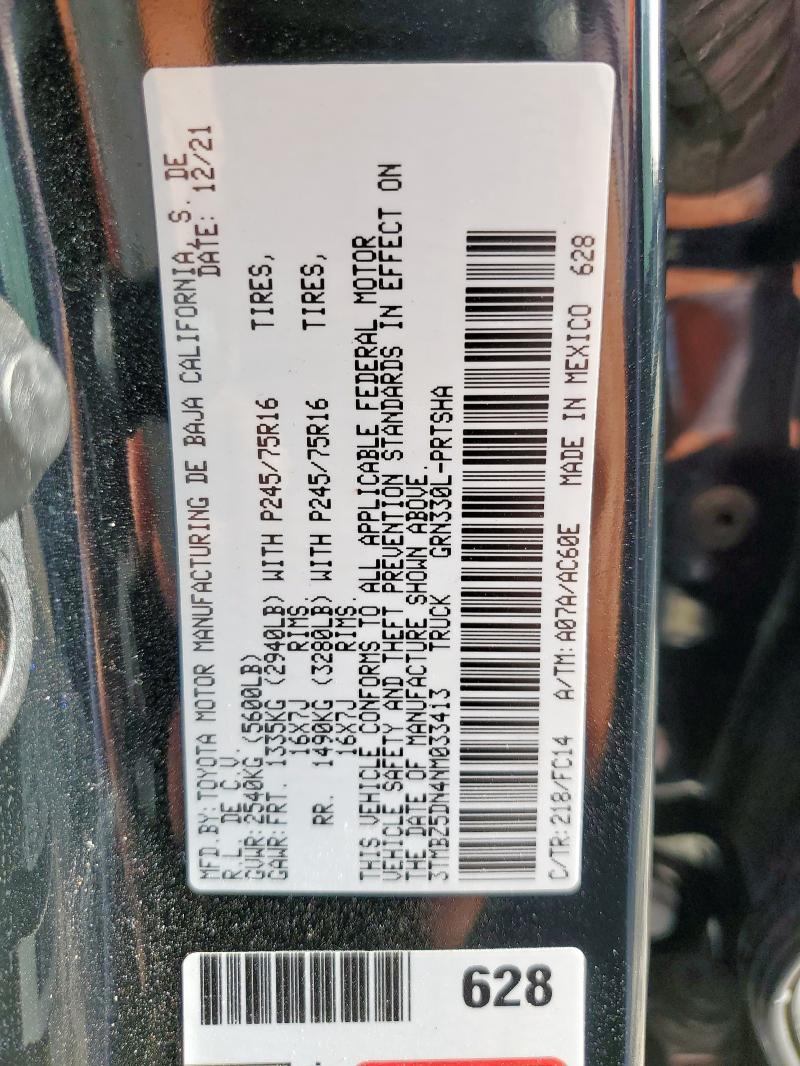 MFD.BY:TOYOTA MOTOR MANUFACTURING DE BAJA CALIFORNIA, S. DE
R.L. DE C.V. DATE: 12/21
GVWR:2540KG (5600LB)
GAWR:FRT. 1335KG (2940LB) WITH P245/75R16 TIRES,
16X7J RIMS.
RR. 1490KG (3280LB) WITH P245/75R16 TIRES,
16X7J RIMS.
THIS VEHICLE CONFORMS TO ALL APPLICABLE FEDERAL MOTOR
VEHICLE SAFETY AND THEFT PREVENTION STANDARDS IN EFFECT ON
THE DATE OF MANUFACTURE SHOWN ABOVE.
3TMBZ5DN4NM033413 TRUCK GRN330L-PRTSHA
C/TR:218/FC14 A/TM:A07A/AC60E MADE IN MEXICO 628
628